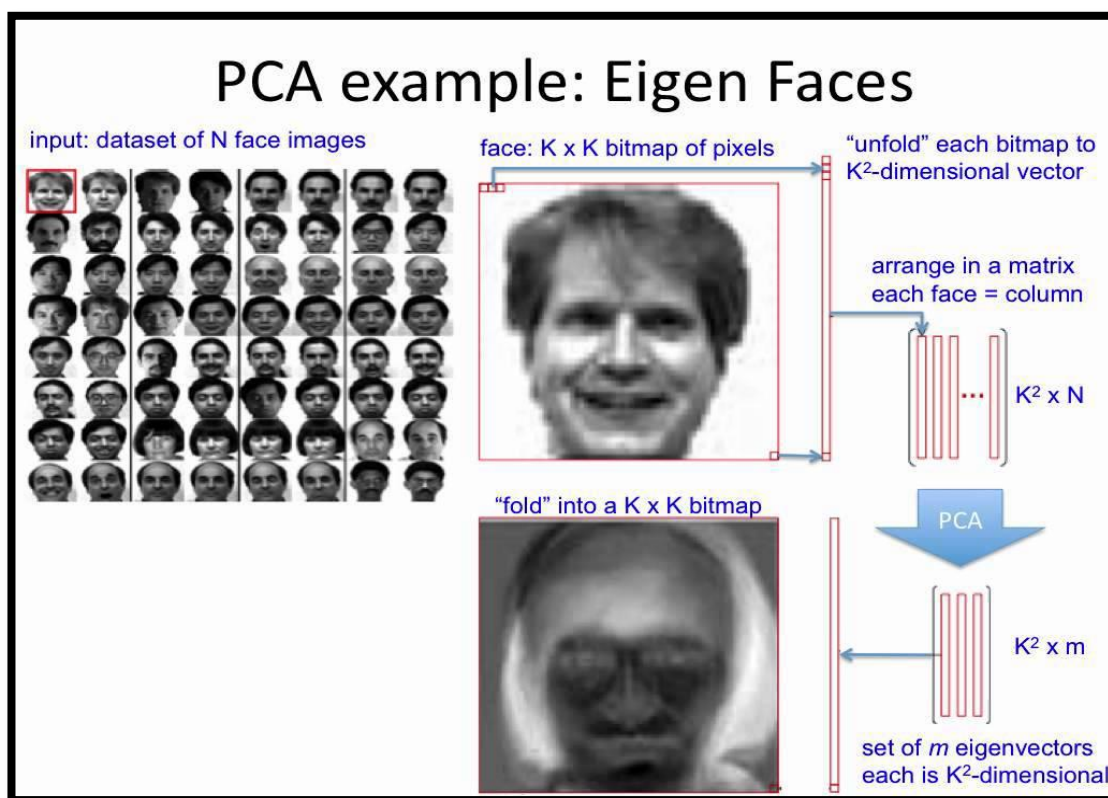 PCA example: Eigen Faces
input: dataset of N face images
face: K x K bitmap of pixels
“unfold” each bitmap to
K²-dimensional vector
arrange in a matrix
each face = column
...
K² x N
PCA
K² x m
set of m eigenvectors
each is K²-dimensional
“fold” into a K x K bitmap